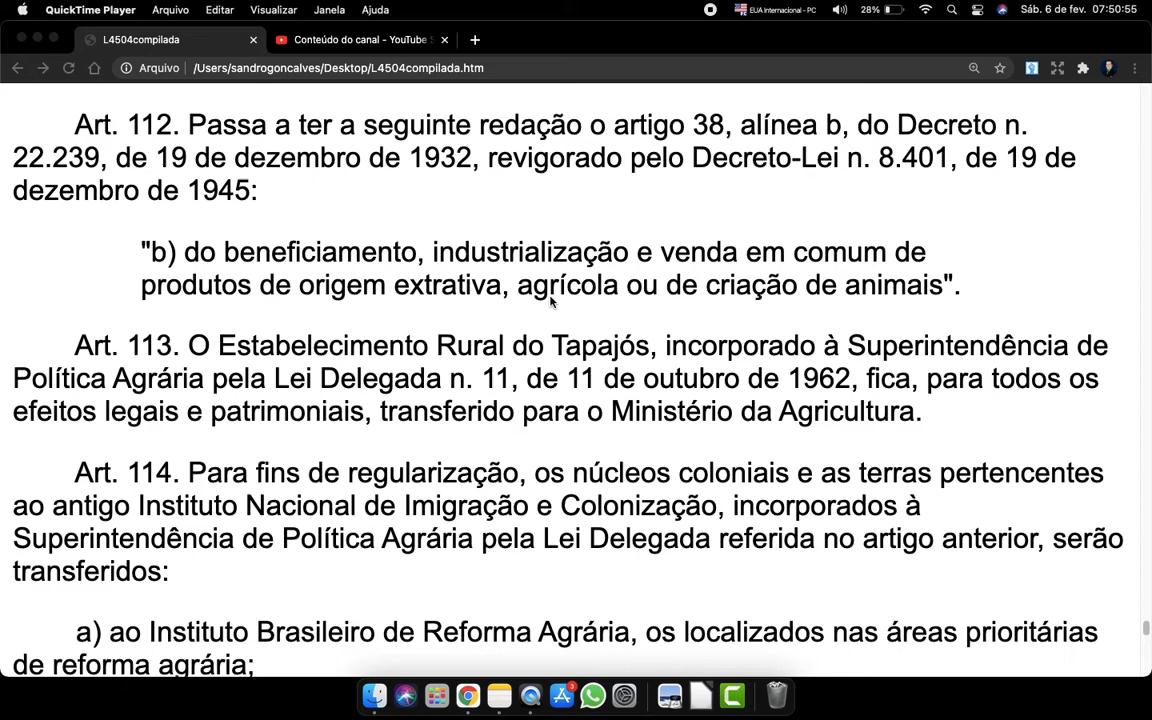 QuickTime Player Arquivo Editar Visualizar Janela Ajuda EUA Internacional - PC 28% Sáb. 6 de fev. 07:50:55
L4504compilada Conteúdo do canal - YouTube
Arquivo /Users/sandrogoncalves/Desktop/L4504compilada.htm
Art. 112. Passa a ter a seguinte redação o artigo 38, alínea b, do Decreto n.
22.239, de 19 de dezembro de 1932, revigorado pelo Decreto-Lei n. 8.401, de 19 de
dezembro de 1945:
"b) do beneficiamento, industrialização e venda em comum de
produtos de origem extrativa, agrícola ou de criação de animais".
Art. 113. O Estabelecimento Rural do Tapajós, incorporado à Superintendência de
Política Agrária pela Lei Delegada n. 11, de 11 de outubro de 1962, fica, para todos os
efeitos legais e patrimoniais, transferido para o Ministério da Agricultura.
Art. 114. Para fins de regularização, os núcleos coloniais e as terras pertencentes
ao antigo Instituto Nacional de Imigração e Colonização, incorporados à
Superintendência de Política Agrária pela Lei Delegada referida no artigo anterior, serão
transferidos:
a) ao Instituto Brasileiro de Reforma Agrária, os localizados nas áreas prioritárias
de reforma agrária;
3